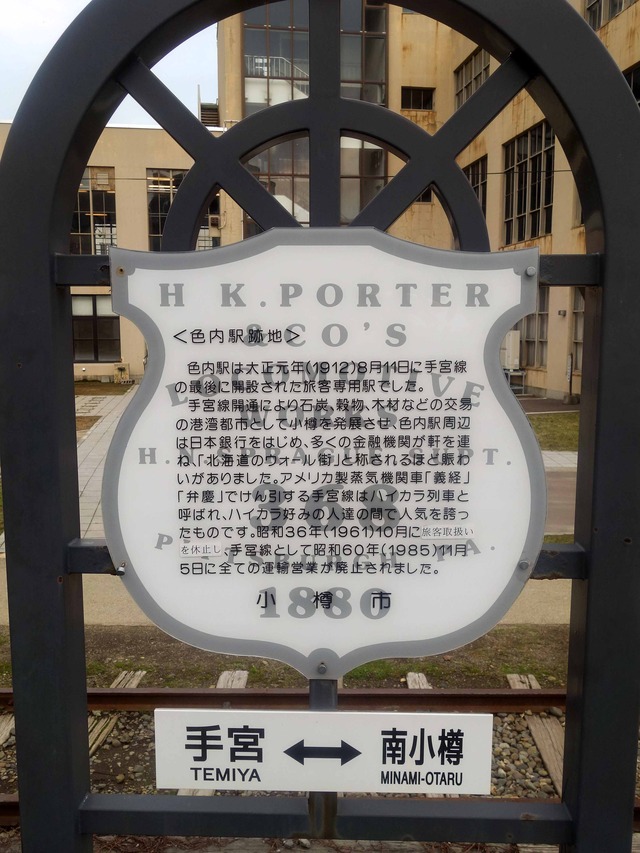 H K.PORTER
&CO'S
<色内駅跡地>
色内駅は大正元年(1912)8月11日に手宮線
の最後に開設された旅客専用駅でした。
手宮線開通により石炭、穀物、木材などの交易
の港湾都市として小樽を発展させ、色内駅周辺
は日本銀行をはじめ、多くの金融機関が軒を連
ね、「北海道のウォール街」と称されるほど賑わ
いがありました。アメリカ製蒸気機関車「義経」
「弁慶」でけん引する手宮線はハイカラ列車と
呼ばれ、ハイカラ好みの人達の間で人気を誇っ
たものです。昭和36年(1961)10月に旅客取扱い
を休止し、手宮線として昭和60年(1985)11月
5日に全ての運輸営業が廃止されました。
小樽市
1880
手宮 ↔ 南小樽
TEMIYA MINAMI-OTARU